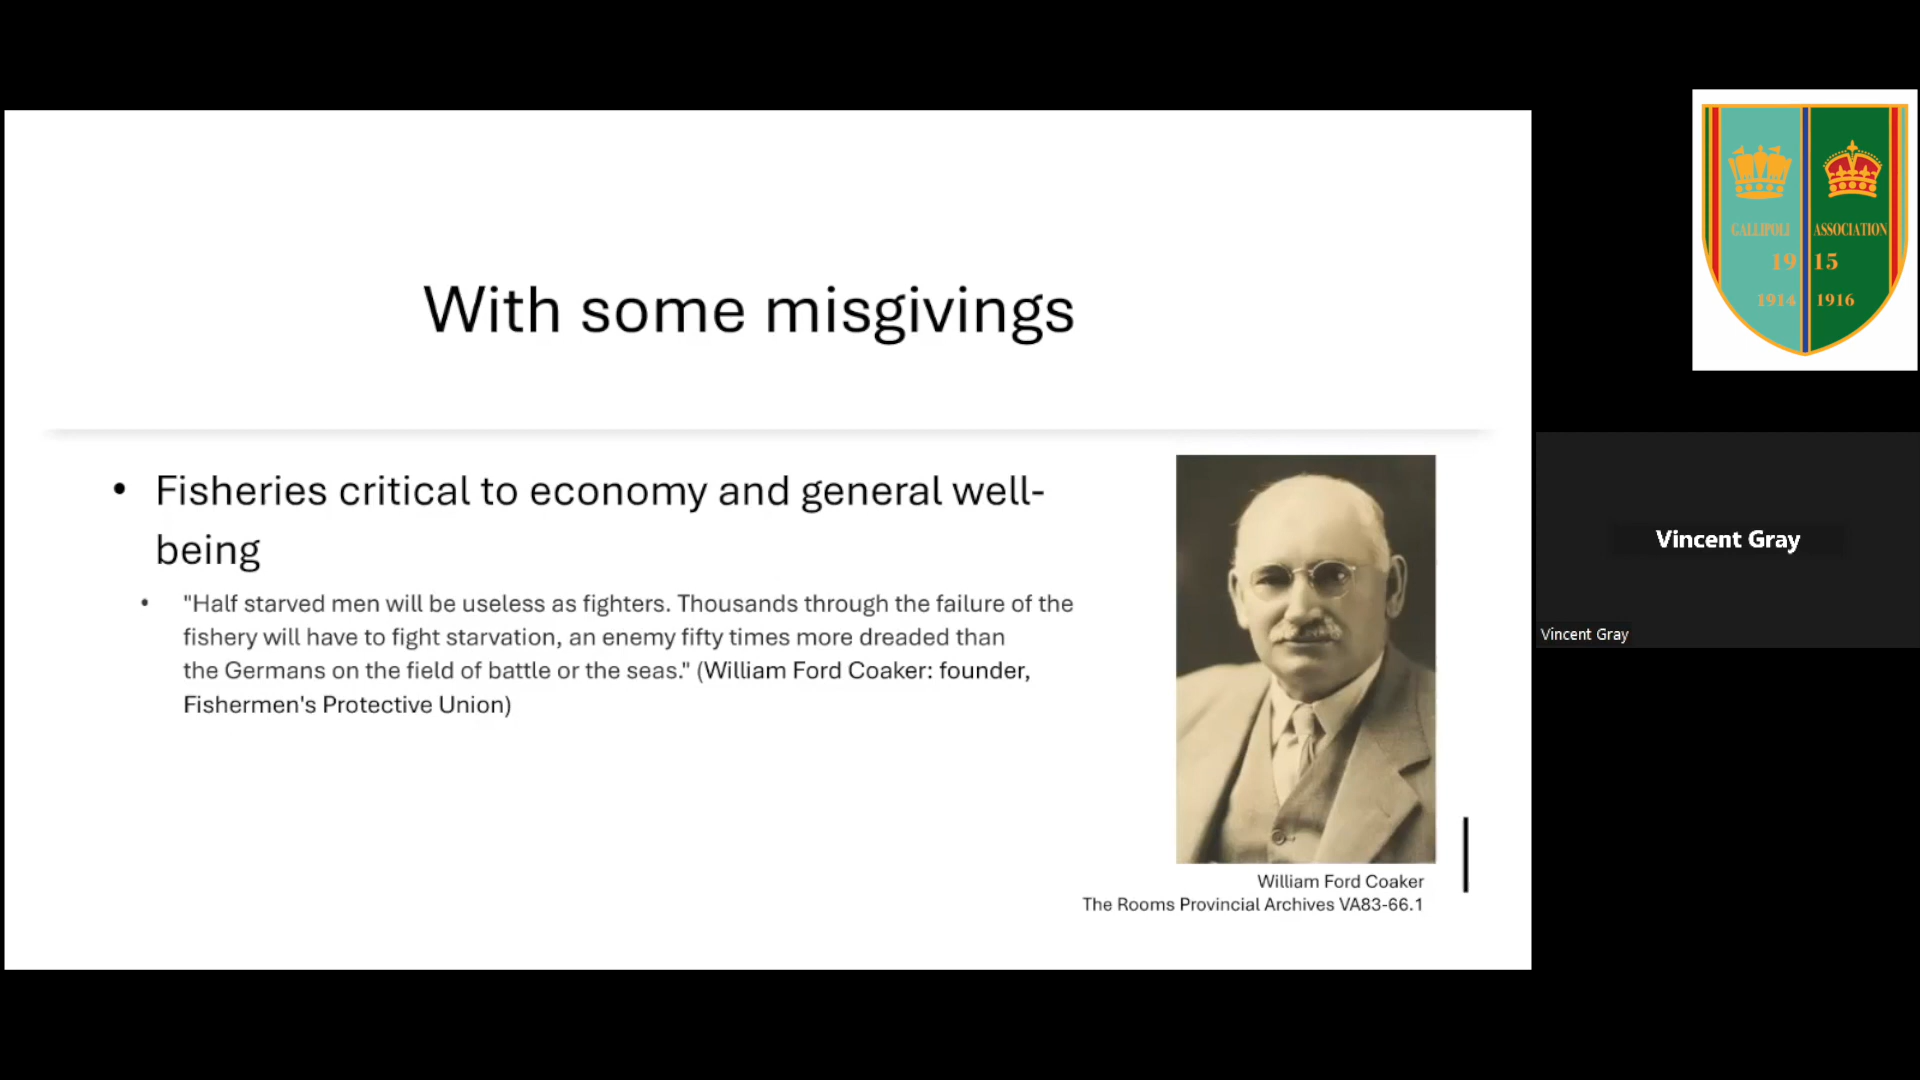 With some misgivings
• Fisheries critical to economy and general well-
being
• "Half starved men will be useless as fighters. Thousands through the failure of the
fishery will have to fight starvation, an enemy fifty times more dreaded than
the Germans on the field of battle or the seas." (William Ford Coaker: founder,
Fishermen's Protective Union)
William Ford Coaker
The Rooms Provincial Archives VA83-66.1
GALLIPOLI ASSOCIATION
19 15
1914 1916
Vincent Gray
Vincent Gray